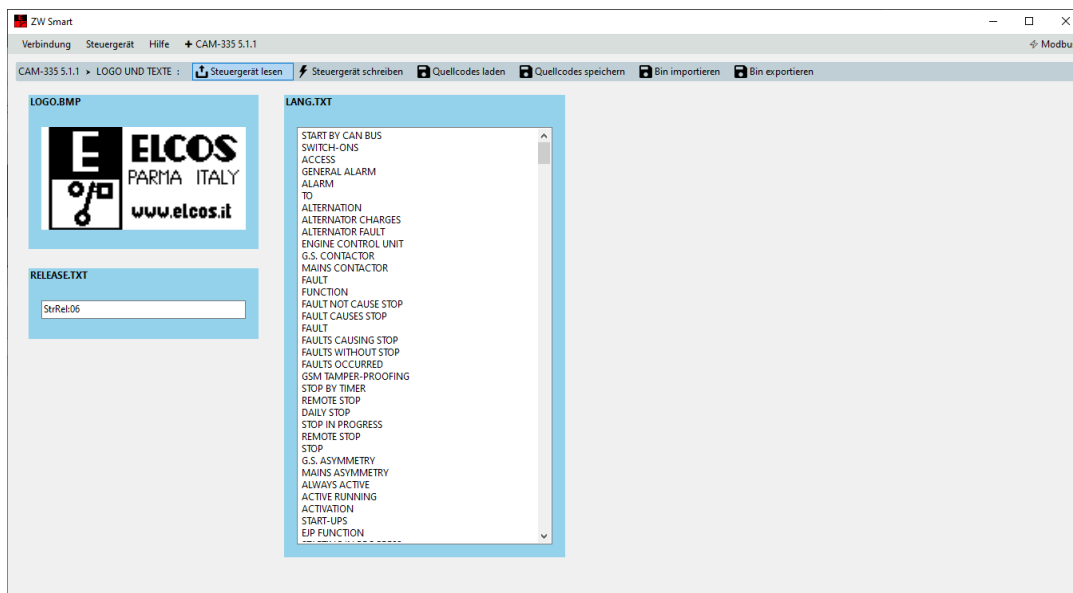 ZW Smart
Verbindung Steuergerät Hilfe + CAM-335 5.1.1 Modbu
CAM-335 5.1.1 > LOGO UND TEXTE : Steuergerät lesen Steuergerät schreiben Quellcodes laden Quellcodes speichern Bin importieren Bin exportieren
LOGO.BMP
E ELCOS
PARMA ITALY
www.elcos.it
RELEASE.TXT
StrRel:06
LANG.TXT
START BY CAN BUS
SWITCH-ONS
ACCESS
GENERAL ALARM
ALARM
TO
ALTERNATION
ALTERNATOR CHARGES
ALTERNATOR FAULT
ENGINE CONTROL UNIT
G.S. CONTACTOR
MAINS CONTACTOR
FAULT
FUNCTION
FAULT NOT CAUSE STOP
FAULT CAUSES STOP
FAULT
FAULTS CAUSING STOP
FAULTS WITHOUT STOP
FAULTS OCCURRED
GSM TAMPER-PROOFING
STOP BY TIMER
REMOTE STOP
DAILY STOP
STOP IN PROGRESS
REMOTE STOP
STOP
G.S. ASYMMETRY
MAINS ASYMMETRY
ALWAYS ACTIVE
ACTIVE RUNNING
ACTIVATION
START-UPS
EJP FUNCTION